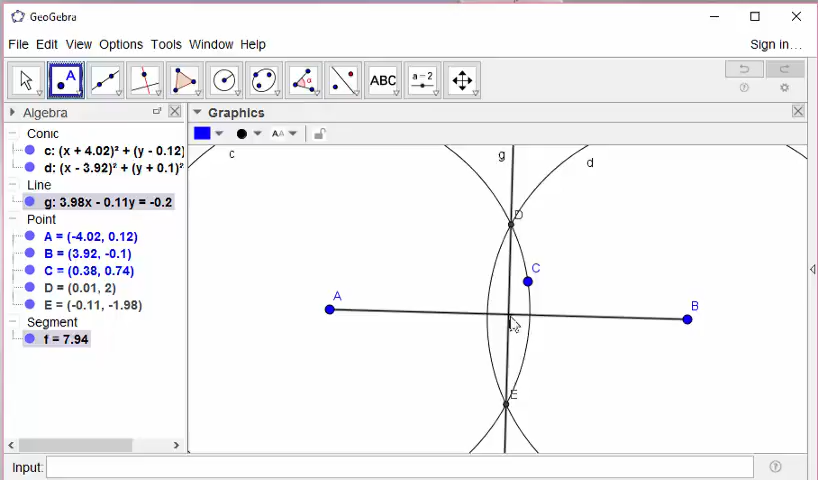 GeoGebra
File Edit View Options Tools Window Help
Sign in...
A
ABC
a=2
Algebra
Graphics
AA
Conic
c: (x + 4.02)² + (y - 0.12)
d: (x - 3.92)² + (y + 0.1)²
Line
g: 3.98x - 0.11y = -0.2
Point
A = (-4.02, 0.12)
B = (3.92, -0.1)
C = (0.38, 0.74)
D = (0.01, 2)
E = (-0.11, -1.98)
Segment
f = 7.94
c
g
d
D
C
A
B
E
Input: